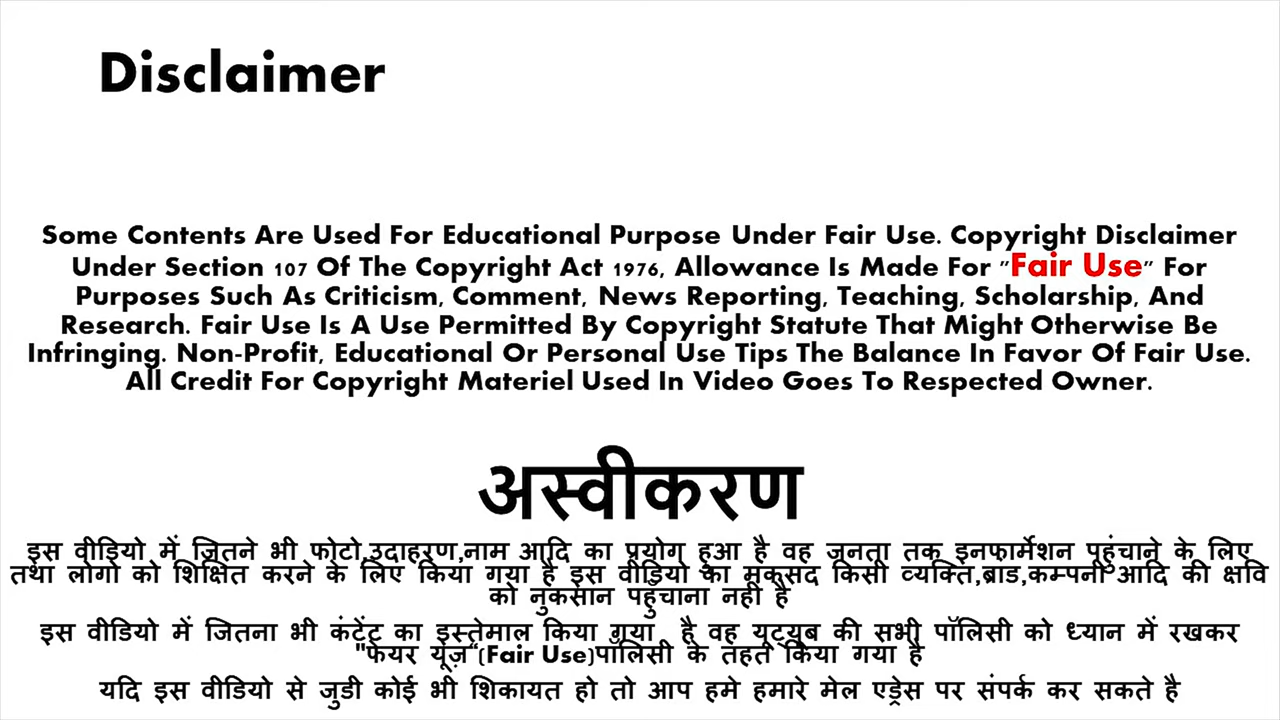 Disclaimer
Some Contents Are Used For Educational Purpose Under Fair Use. Copyright Disclaimer
Under Section 107 Of The Copyright Act 1976, Allowance Is Made For "Fair Use" For
Purposes Such As Criticism, Comment, News Reporting, Teaching, Scholarship, And
Research. Fair Use Is A Use Permitted By Copyright Statute That Might Otherwise Be
Infringing. Non-Profit, Educational Or Personal Use Tips The Balance In Favor Of Fair Use.
All Credit For Copyright Materiel Used In Video Goes To Respected Owner.
अस्वीकरण
इस वीडियो में जितने भी फोटो,उदाहरण,नाम आदि का प्रयोग हुआ है वह जनता तक इनफार्मेशन पहुंचाने के लिए
तथा लोगो को शिक्षित करने के लिए किया गया है इस वीडियो का मकसद किसी व्यक्ति,ब्रांड,कम्पनी आदि की क्षवि
को नुकसान पहुँचाना नही है
इस वीडियो में जितना भी कंटेंट का इस्तेमाल किया गया है वह यूट्यूब की सभी पॉलिसी को ध्यान में रखकर
"फेयर यूज़“(Fair Use)पॉलिसी के तहत किया गया है
यदि इस वीडियो से जुडी कोई भी शिकायत हो तो आप हमे हमारे मेल एड्रेस पर संपर्क कर सकते है